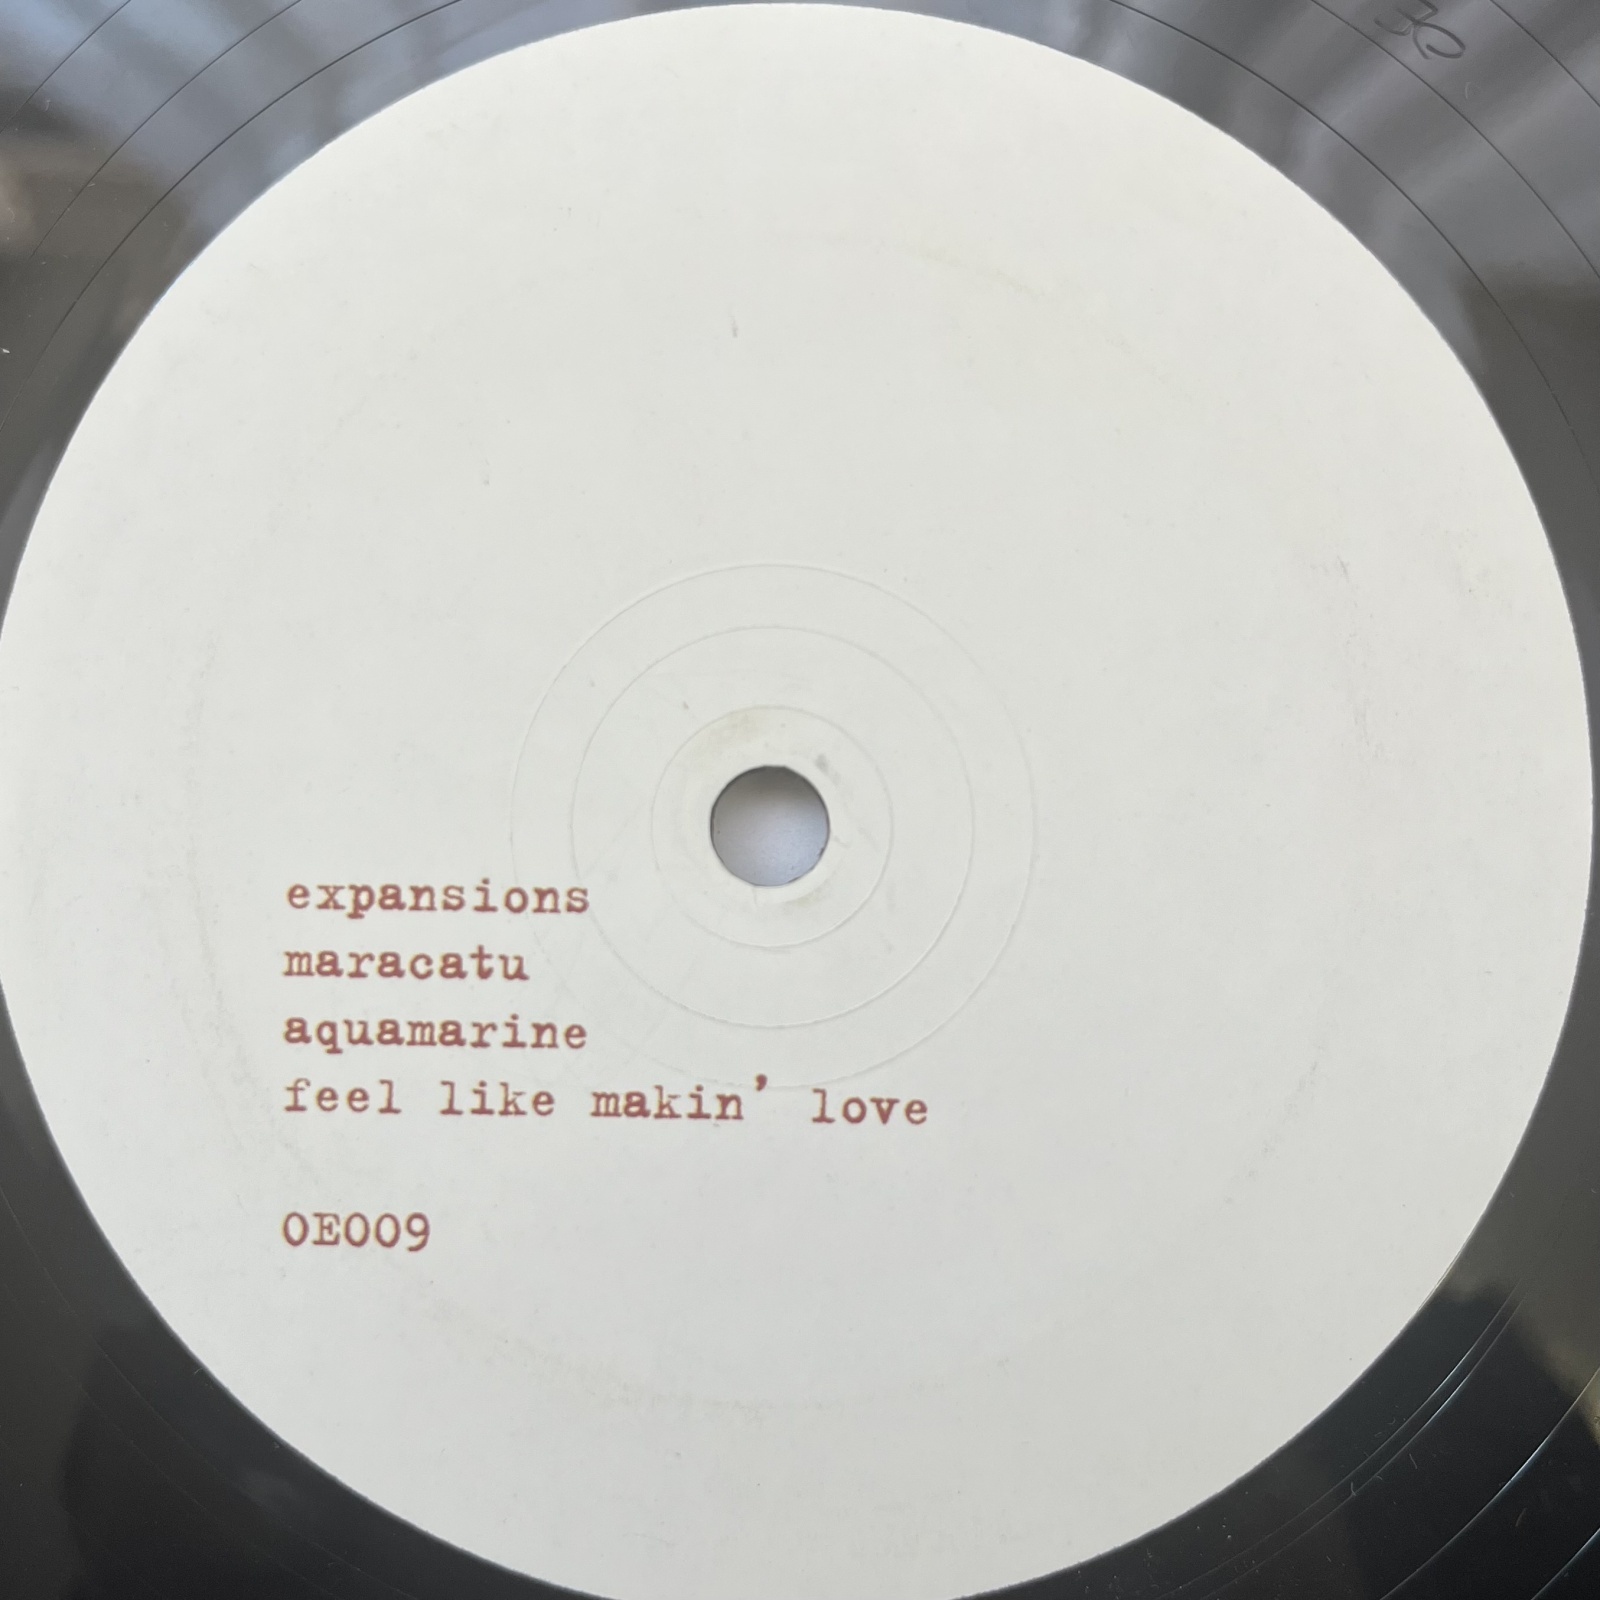 expansions
maracatu
aquamarine
feel like makin' love
OE009